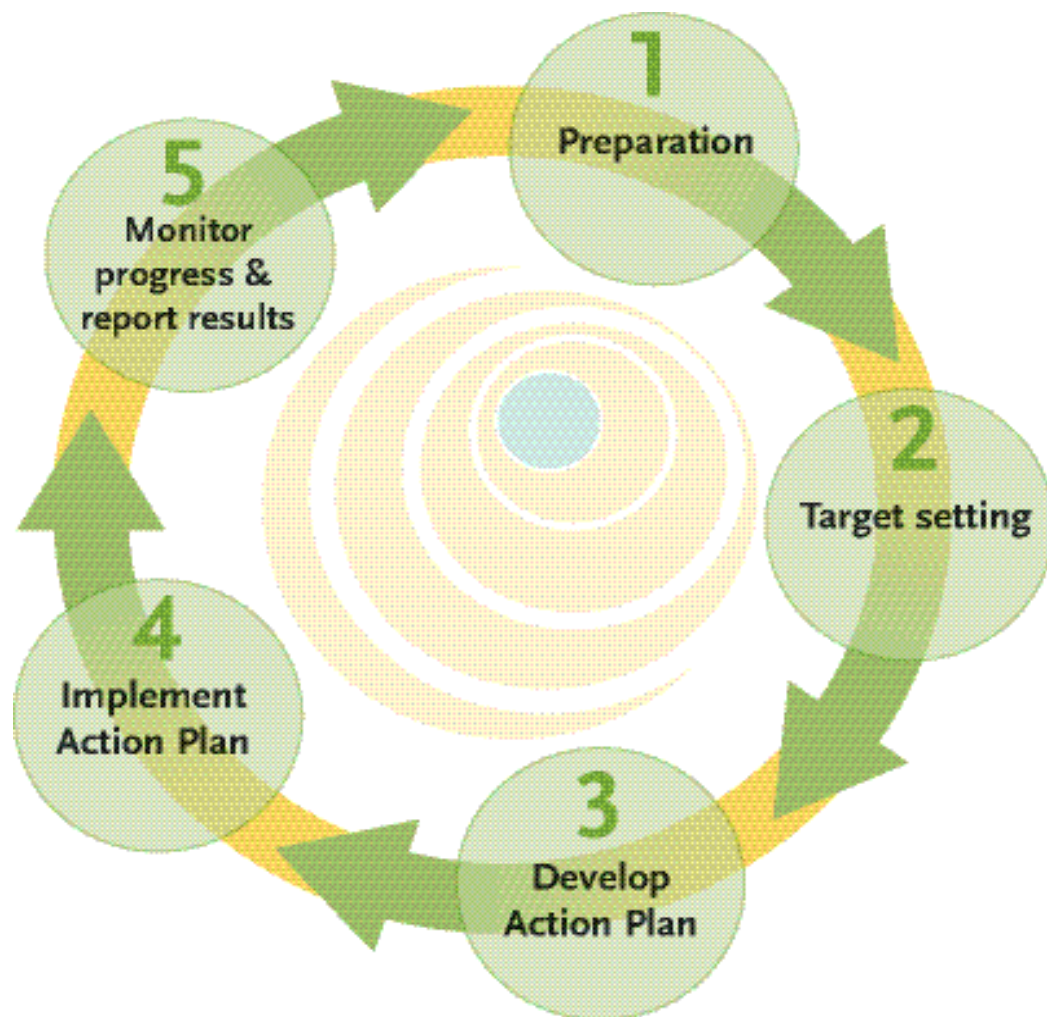 1
Preparation
2
Target setting
3
Develop
Action Plan
4
Implement
Action Plan
5
Monitor
progress &
report results